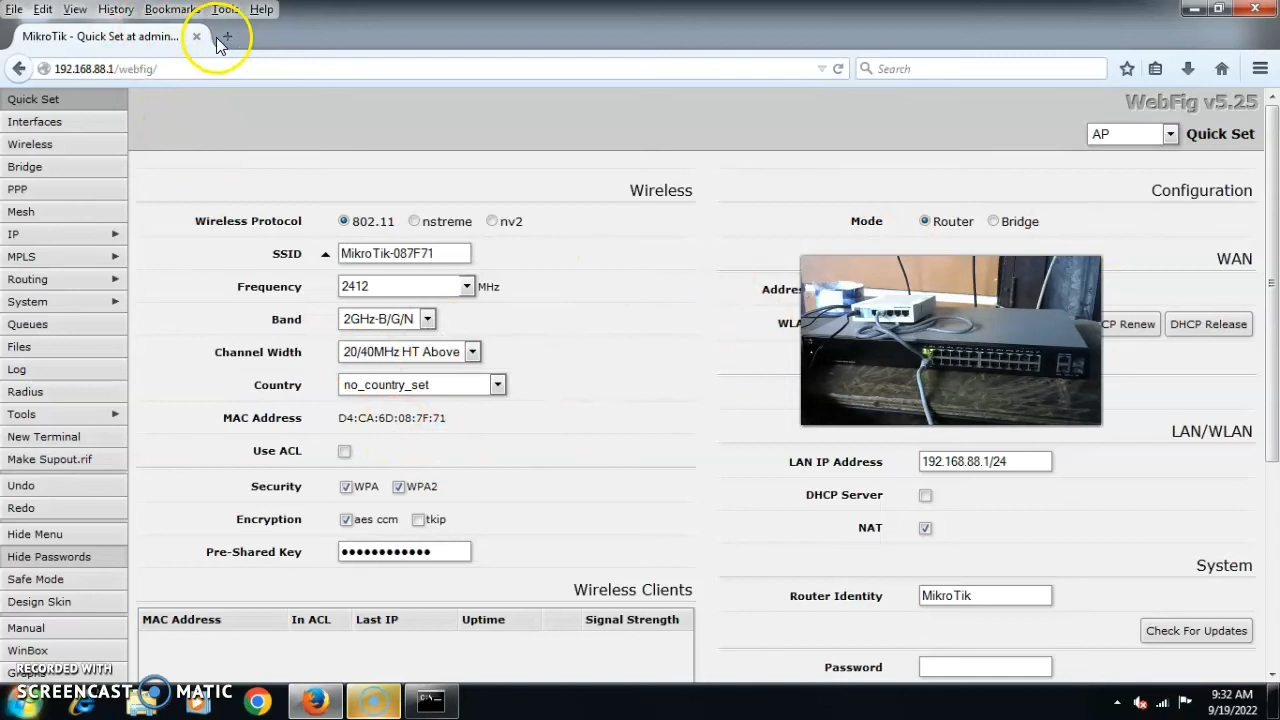 File Edit View History Bookmarks Tools Help
MikroTik - Quick Set at admin...
192.168.88.1/webfig/
Search
WebFig v5.25
AP Quick Set
Quick Set
Interfaces
Wireless
Bridge
PPP
Mesh
IP
MPLS
Routing
System
Queues
Files
Log
Radius
Tools
New Terminal
Make Supout.rif
Undo
Redo
Hide Menu
Hide Passwords
Safe Mode
Design Skin
Manual
WinBox
Graphs
Wireless
Wireless Protocol 802.11 nstreme nv2
SSID MikroTik-087F71
Frequency 2412 MHz
Band 2GHz-B/G/N
Channel Width 20/40MHz HT Above
Country no_country_set
MAC Address D4:CA:6D:08:7F:71
Use ACL
Security WPA WPA2
Encryption aes ccm tkip
Pre-Shared Key ••••••••••••
Wireless Clients
MAC Address In ACL Last IP Uptime Signal Strength
Configuration
Mode Router Bridge
WAN
DHCP Release
LAN/WLAN
LAN IP Address 192.168.88.1/24
DHCP Server
NAT
System
Router Identity MikroTik
Check For Updates
Password
RECORDED WITH
SCREENCAST MATIC
9:32 AM
9/19/2022